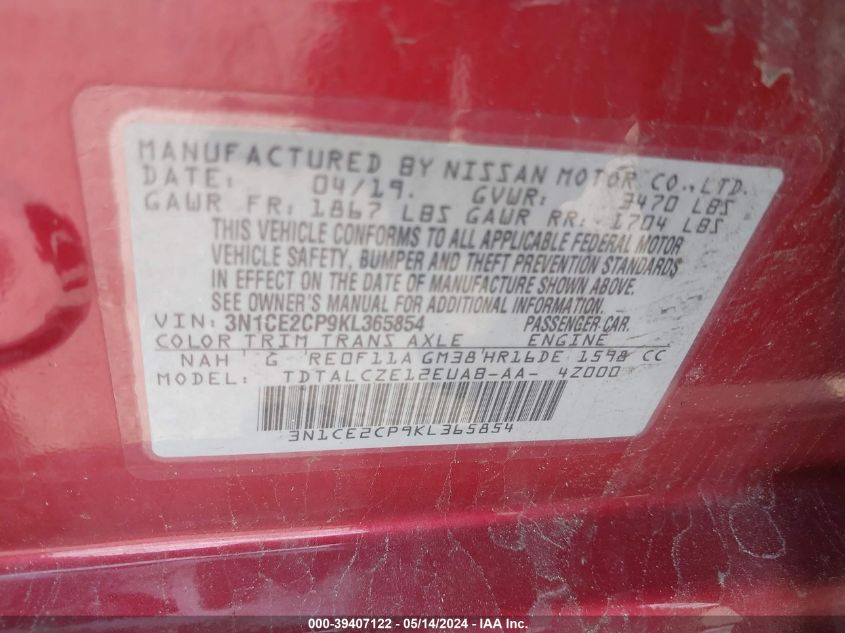 MANUFACTURED BY NISSAN MOTOR CO., LTD.
DATE: 04/19. GVWR: 3470 LBS
GAWR FR: 1867 LBS GAWR RR: 1704 LBS
THIS VEHICLE CONFORMS TO ALL APPLICABLE FEDERAL MOTOR
VEHICLE SAFETY, BUMPER AND THEFT PREVENTION STANDARDS
IN EFFECT ON THE DATE OF MANUFACTURE SHOWN ABOVE.
SEE OWNER'S MANUAL FOR ADDITIONAL INFORMATION.
VIN: 3N1CE2CP9KL365854 PASSENGER CAR.
COLOR TRIM TRANS AXLE ENGINE
NAH G RE0F11A GM38 HR16DE 1598 CC
MODEL: TDTALCZE12EUAB-AA- 4Z000
3N1CE2CP9KL365854
000-39407122 - 05/14/2024 - IAA Inc.